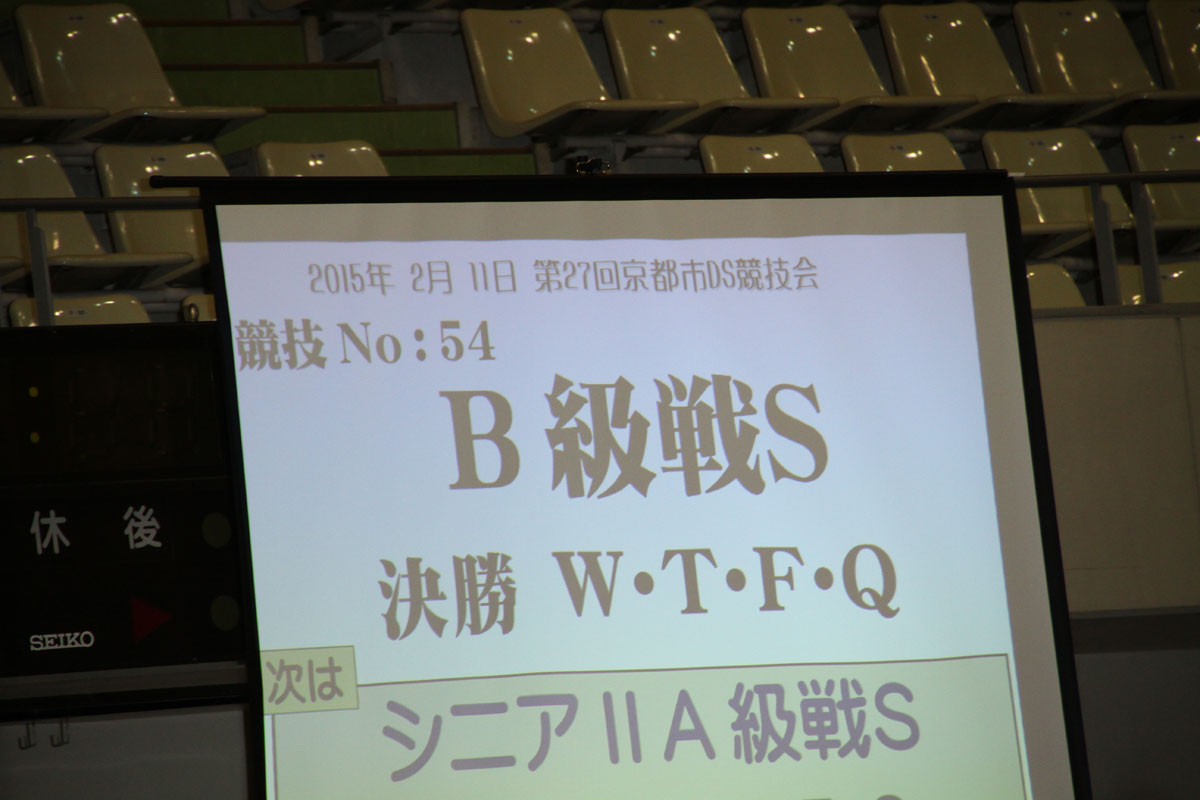 2015年 2月 11日 第27回京都市DS競技会
競技 No:54
B 級戦S
決勝 W・T・F・Q
次は
シニア II A 級戦S
休 後
SEIKO